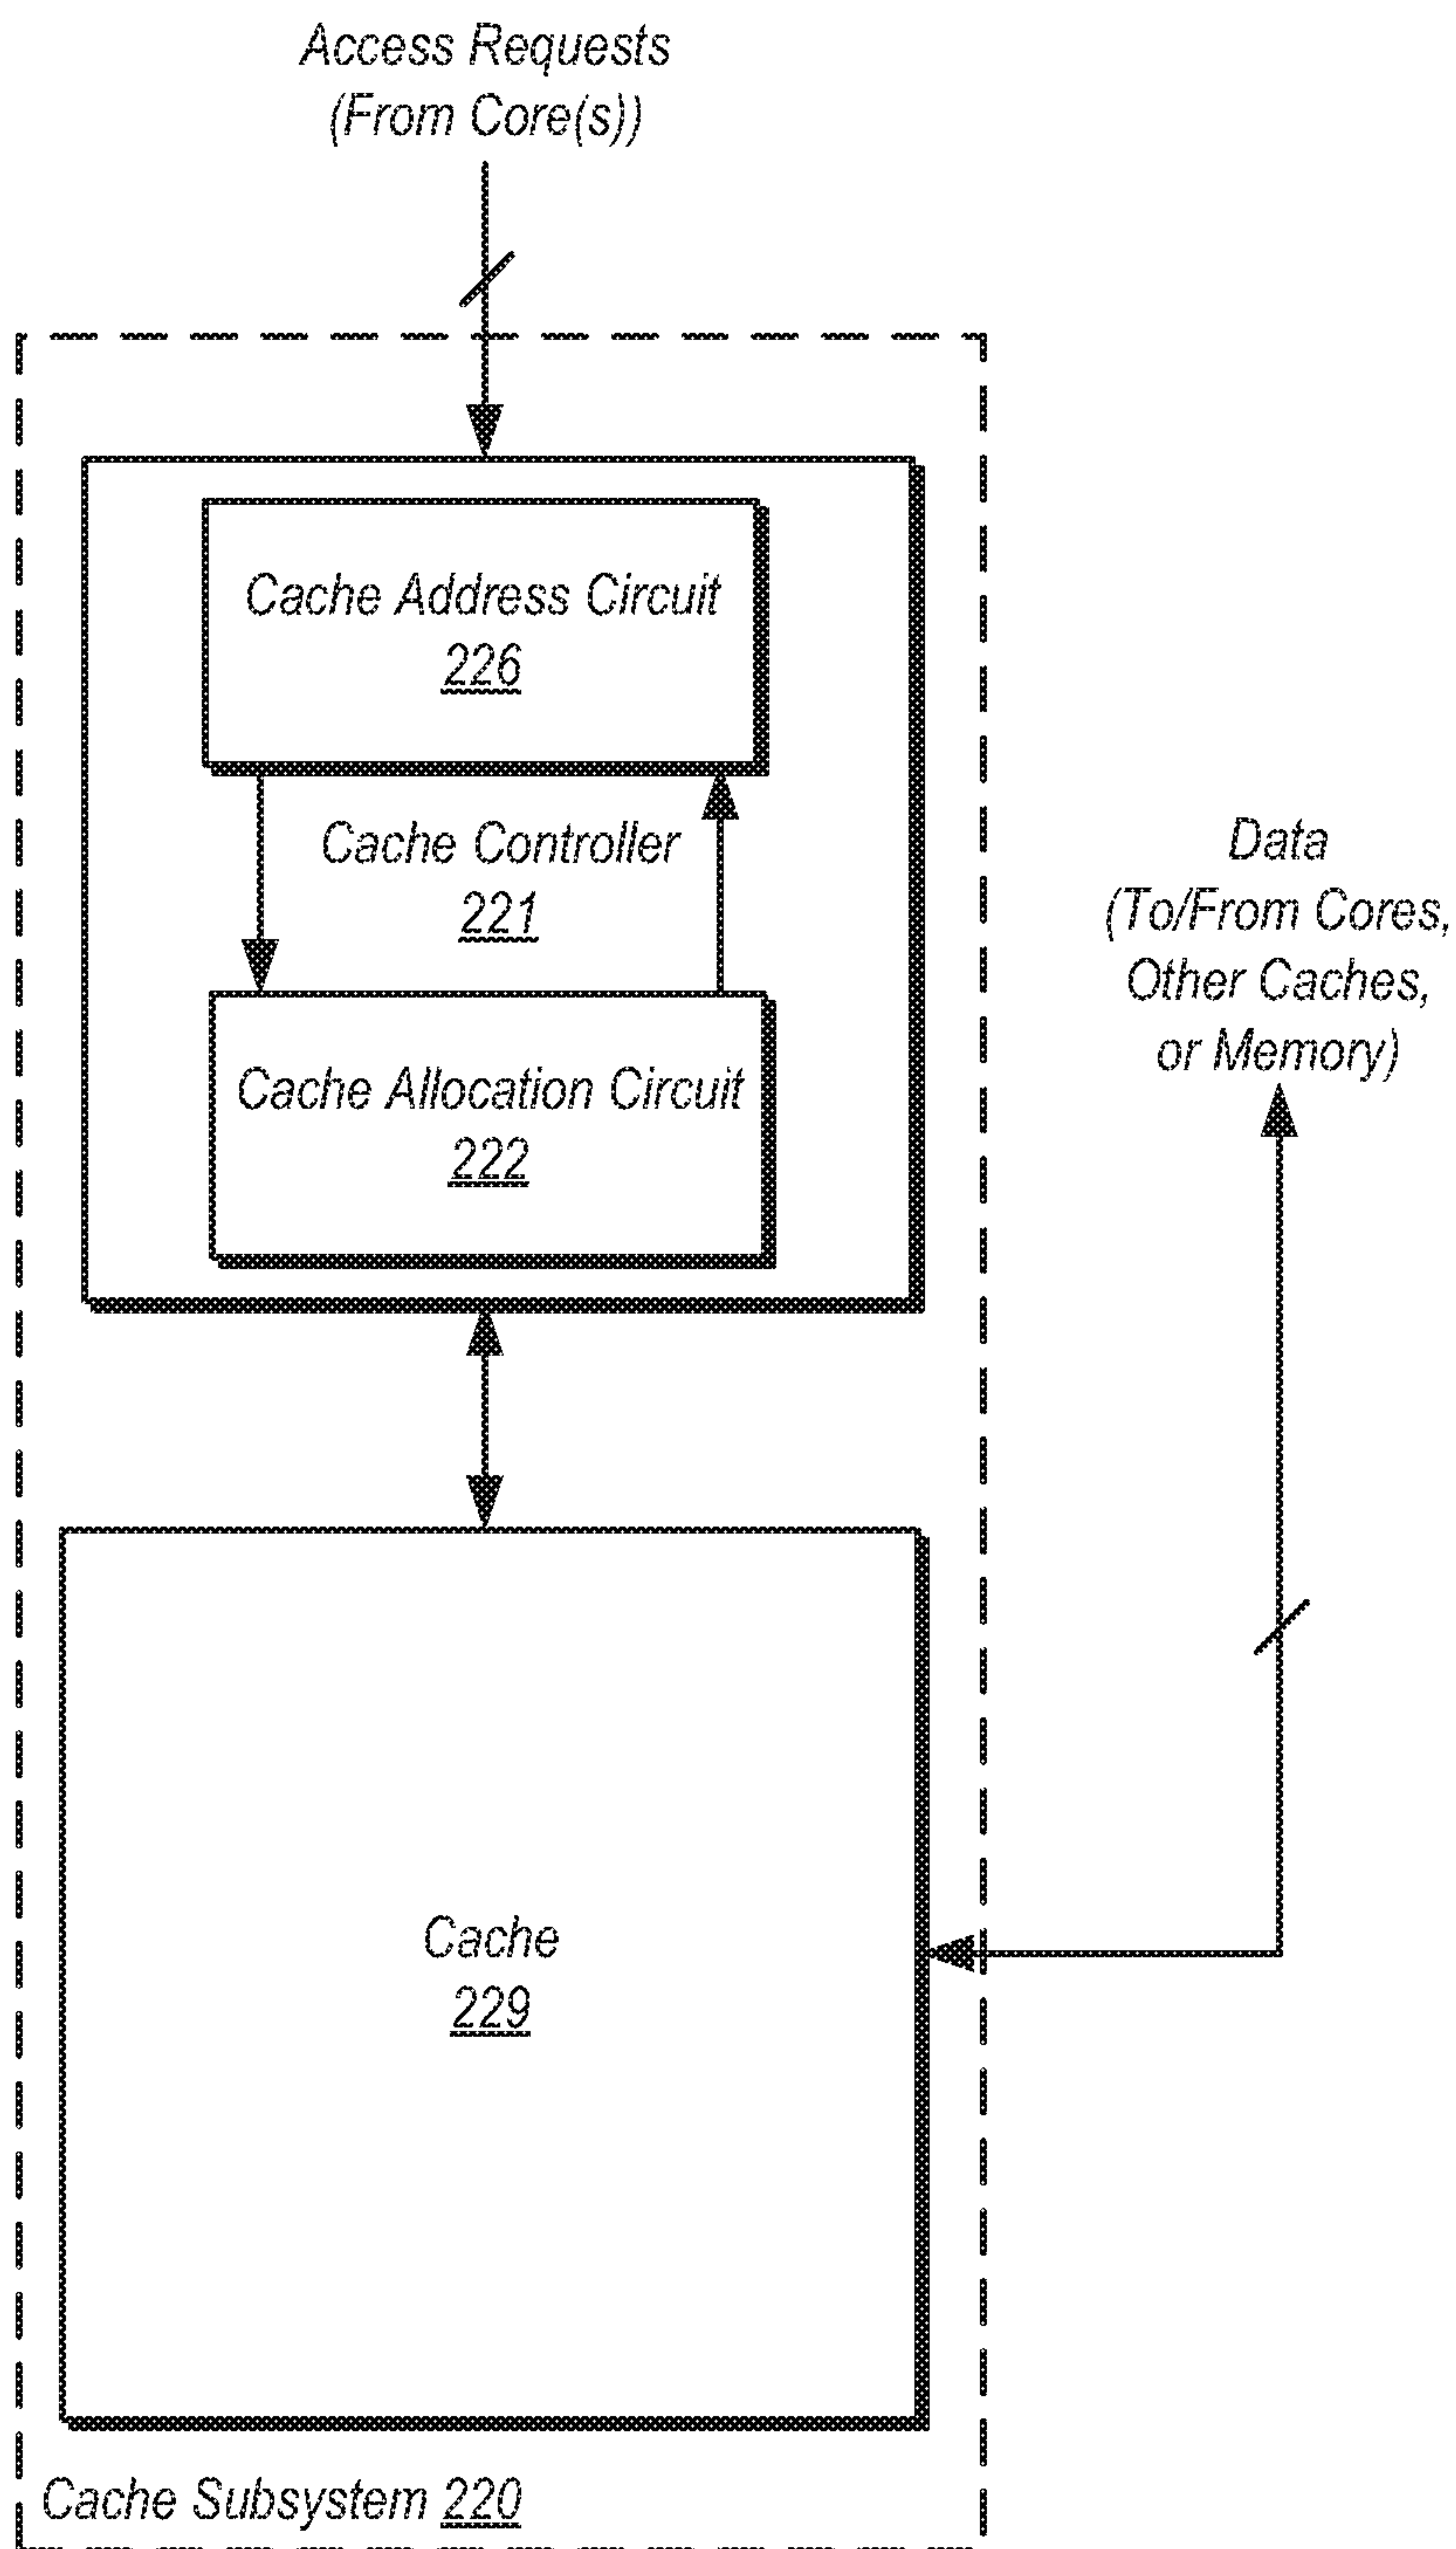 Access Requests
(From Core(s))
Cache Address Circuit
226
Cache Controller
221
Cache Allocation Circuit
222
Data
(To/From Cores,
Other Caches,
or Memory)
Cache
229
Cache Subsystem 220